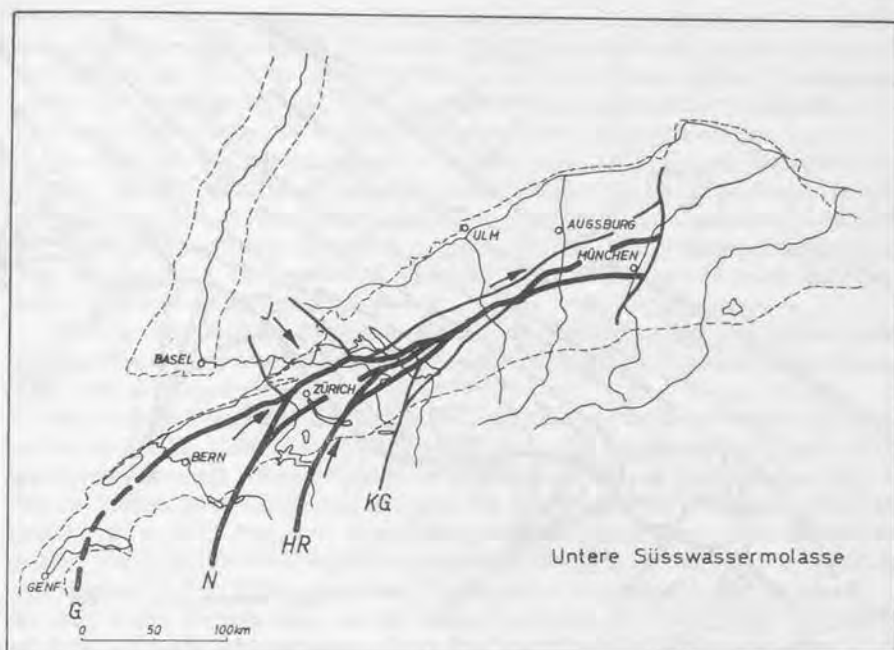 ULM
AUGSBURG
MÜNCHEN
J
BASEL
ZÜRICH
BERN
KG
HR
Untere Süsswassermolasse
N
GENF
G
0 50 100km